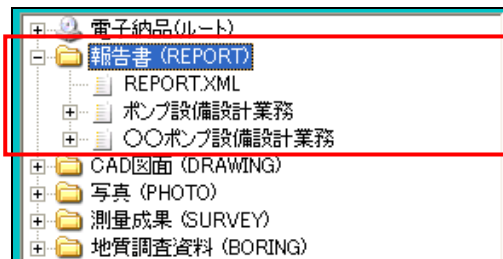 電子納品(ルート)
報告書 (REPORT)
REPORT.XML
ポンプ設備設計業務
〇〇ポンプ設備設計業務
CAD図面 (DRAWING)
写真 (PHOTO)
測量成果 (SURVEY)
地質調査資料 (BORING)